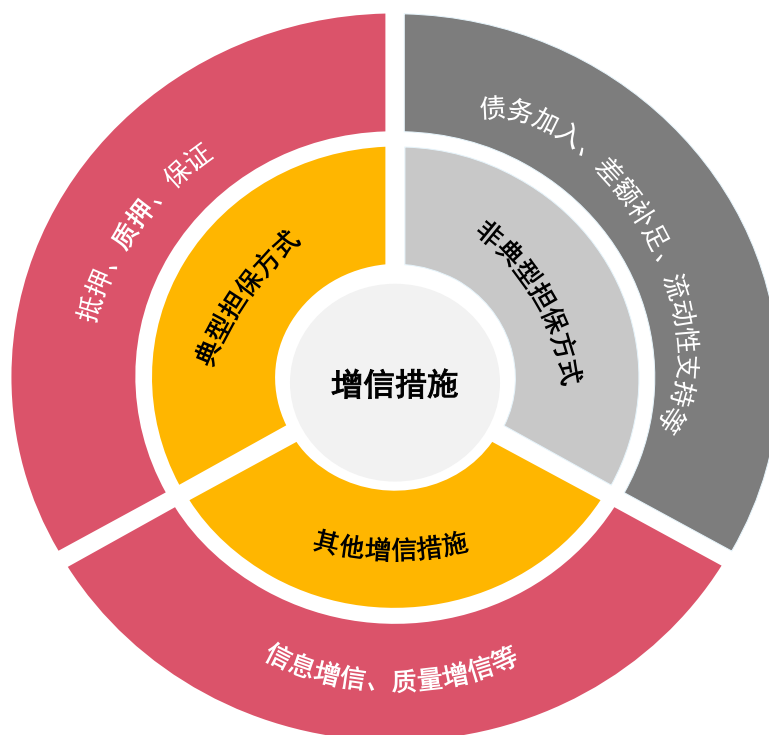 抵押、质押、保证
债务加入、差额补足、流动性支持等
典型担保方式
非典型担保方式
增信措施
其他增信措施
信息增信、质量增信等